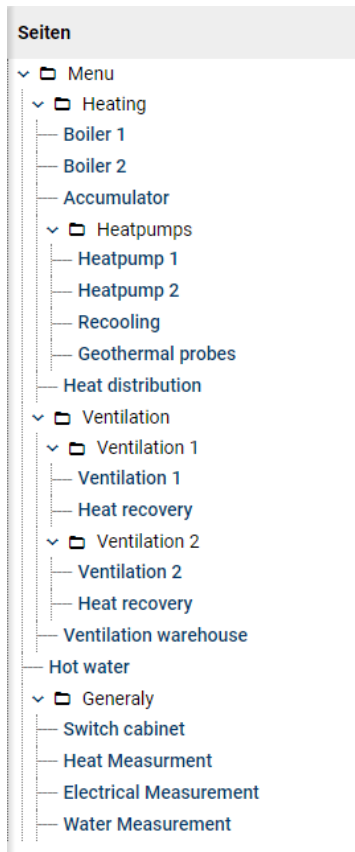 Seiten
Menu
Heating
Boiler 1
Boiler 2
Accumulator
Heatpumps
Heatpump 1
Heatpump 2
Recooling
Geothermal probes
Heat distribution
Ventilation
Ventilation 1
Ventilation 1
Heat recovery
Ventilation 2
Ventilation 2
Heat recovery
Ventilation warehouse
Hot water
Generaly
Switch cabinet
Heat Measurment
Electrical Measurement
Water Measurement